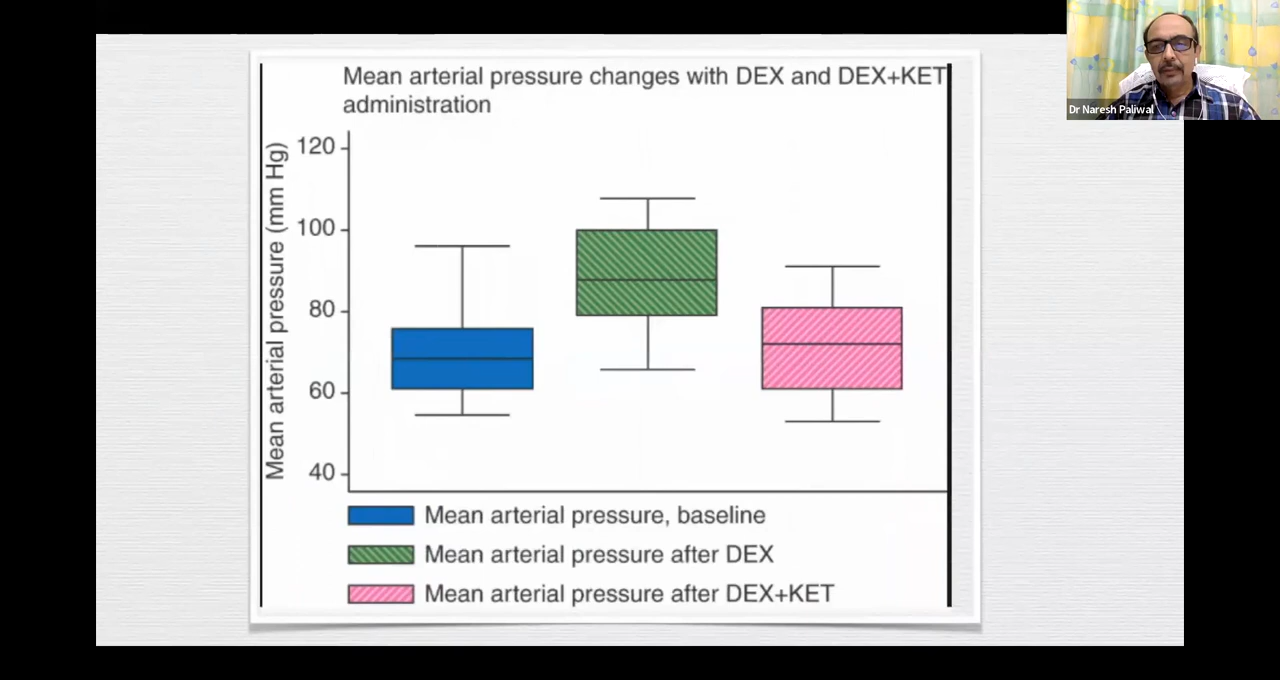 Mean arterial pressure changes with DEX and DEX+KET
administration
Dr Naresh Paliwal
Mean arterial pressure (mm Hg)
120
100
80
60
40
Mean arterial pressure, baseline
Mean arterial pressure after DEX
Mean arterial pressure after DEX+KET